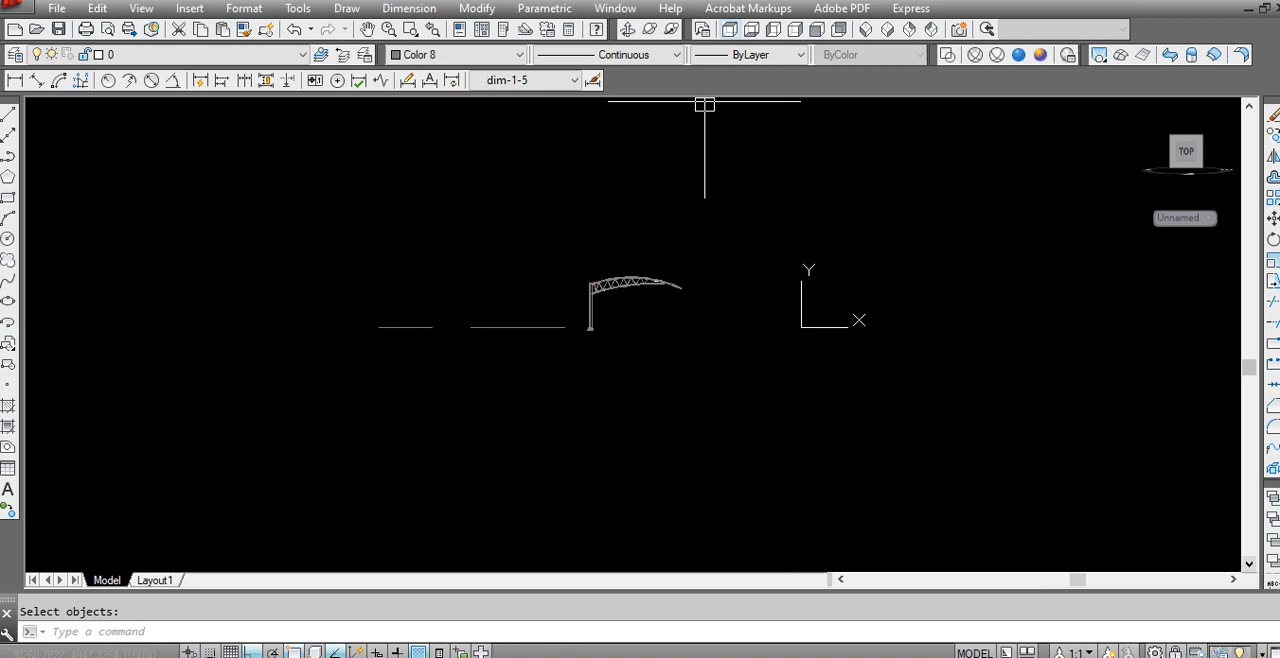 File Edit View Insert Format Tools Draw Dimension Modify Parametric Window Help Acrobat Markups Adobe PDF Express
0 Color 8 Continuous ByLayer ByColor
dim-1-5
TOP
Unnamed
Y
X
Model Layout1
Select objects:
Type a command
MODEL 1:1